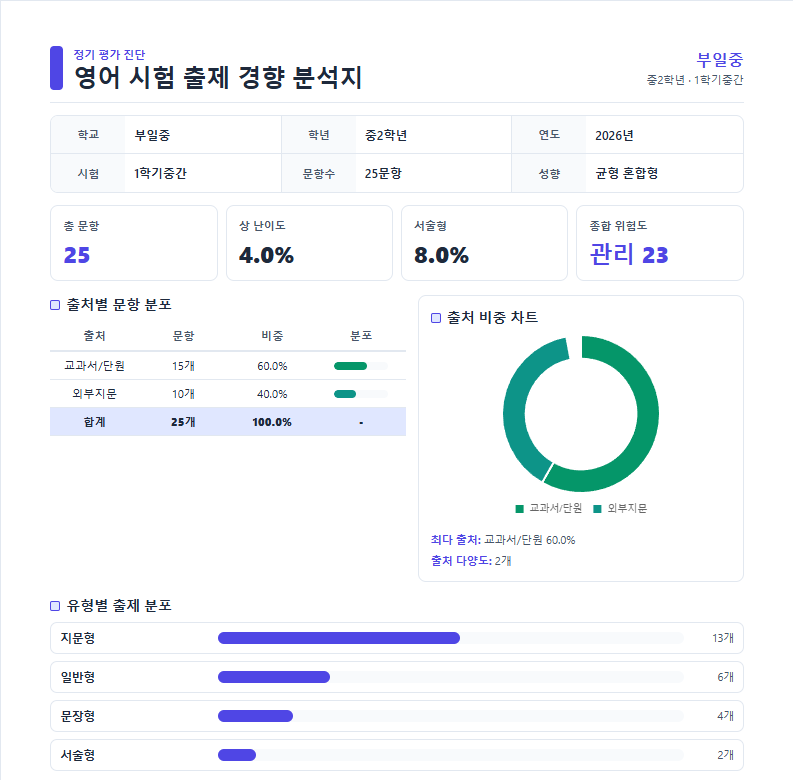 정기 평가 진단
영어 시험 출제 경향 분석지
부일중
중2학년 · 1학기중간
학교 부일중 학년 중2학년 연도 2026년
시험 1학기중간 문항수 25문항 성향 균형 혼합형
총 문항 상 난이도 서술형 종합 위험도
25 4.0% 8.0% 관리 23
출처별 문항 분포
출처 문항 비중 분포
교과서/단원 15개 60.0%
외부지문 10개 40.0%
합계 25개 100.0% -
출처 비중 차트
교과서/단원 외부지문
최다 출처: 교과서/단원 60.0%
출처 다양도: 2개
유형별 출제 분포
지문형 13개
일반형 6개
문장형 4개
서술형 2개